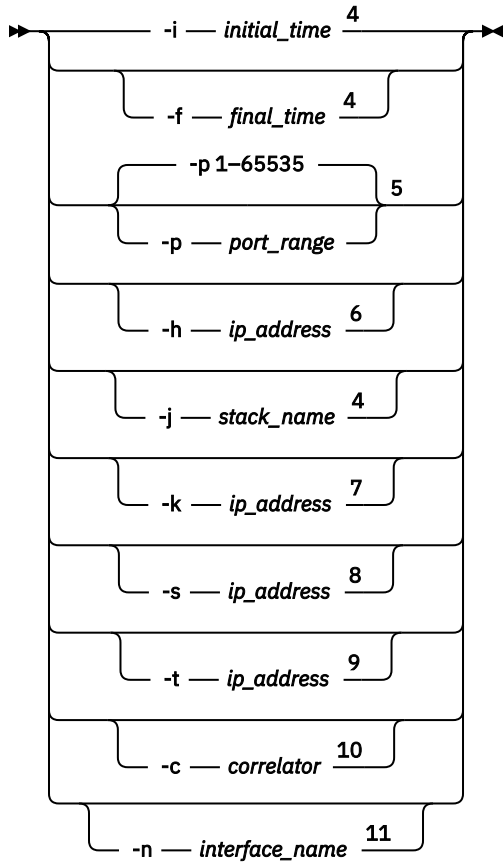 -i initial_time 4
-f final_time 4
-p 1–65535
5
-p port_range
-h ip_address 6
-j stack_name 4
-k ip_address 7
-s ip_address 8
-t ip_address 9
-c correlator 10
-n interface_name 11